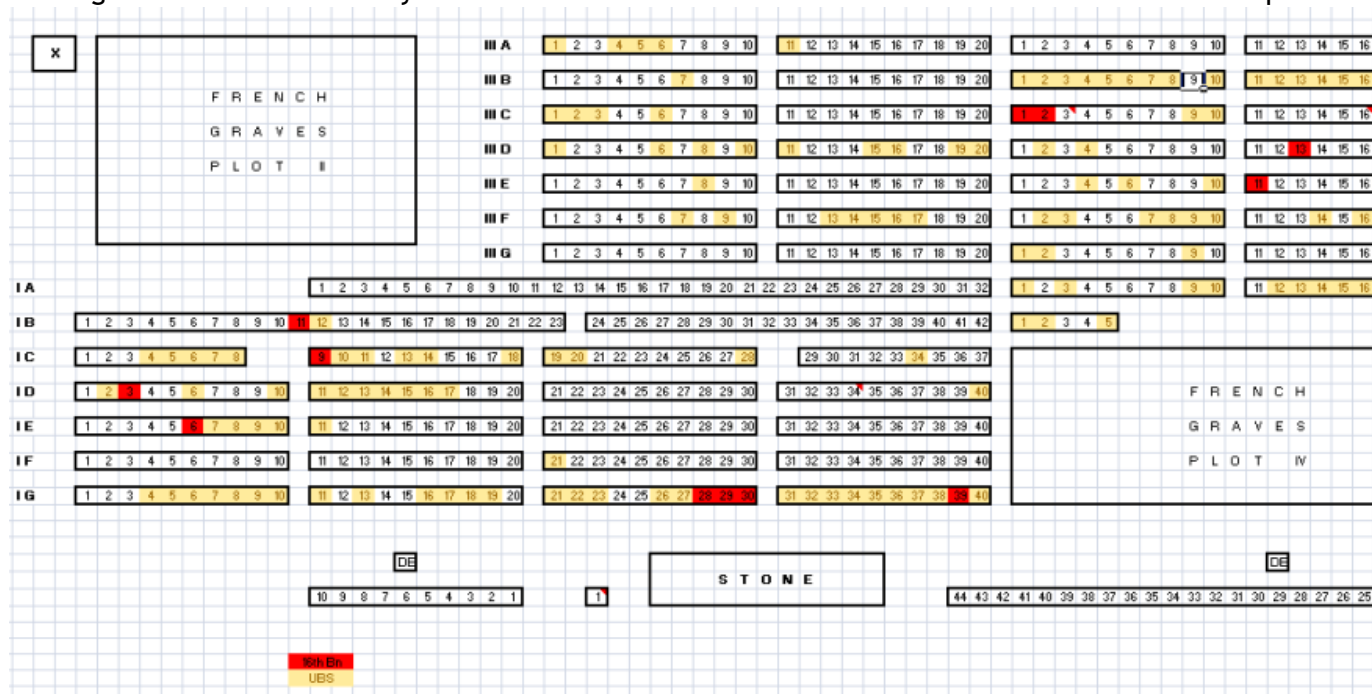 X
III A 1 2 3 4 5 6 7 8 9 10 11 12 13 14 15 16 17 18 19 20 1 2 3 4 5 6 7 8 9 10 11 12 13 14 15 16
III B 1 2 3 4 5 6 7 8 9 10 11 12 13 14 15 16 17 18 19 20 1 2 3 4 5 6 7 8 9 10 11 12 13 14 15 16
FRENCH
III C 1 2 3 4 5 6 7 8 9 10 11 12 13 14 15 16 17 18 19 20 1 2 3 4 5 6 7 8 9 10 11 12 13 14 15 16
GRAVES
III D 1 2 3 4 5 6 7 8 9 10 11 12 13 14 15 16 17 18 19 20 1 2 3 4 5 6 7 8 9 10 11 12 13 14 15 16
PLOT II
III E 1 2 3 4 5 6 7 8 9 10 11 12 13 14 15 16 17 18 19 20 1 2 3 4 5 6 7 8 9 10 11 12 13 14 15 16
III F 1 2 3 4 5 6 7 8 9 10 11 12 13 14 15 16 17 18 19 20 1 2 3 4 5 6 7 8 9 10 11 12 13 14 15 16
III G 1 2 3 4 5 6 7 8 9 10 11 12 13 14 15 16 17 18 19 20 1 2 3 4 5 6 7 8 9 10 11 12 13 14 15 16
I A 1 2 3 4 5 6 7 8 9 10 11 12 13 14 15 16 17 18 19 20 21 22 23 24 25 26 27 28 29 30 31 32 1 2 3 4 5 6 7 8 9 10 11 12 13 14 15 16
I B 1 2 3 4 5 6 7 8 9 10 11 12 13 14 15 16 17 18 19 20 21 22 23 24 25 26 27 28 29 30 31 32 33 34 35 36 37 38 39 40 41 42 1 2 3 4 5
I C 1 2 3 4 5 6 7 8 9 10 11 12 13 14 15 16 17 18 19 20 21 22 23 24 25 26 27 28 29 30 31 32 33 34 35 36 37
I D 1 2 3 4 5 6 7 8 9 10 11 12 13 14 15 16 17 18 19 20 21 22 23 24 25 26 27 28 29 30 31 32 33 34 35 36 37 38 39 40
FRENCH
I E 1 2 3 4 5 6 7 8 9 10 11 12 13 14 15 16 17 18 19 20 21 22 23 24 25 26 27 28 29 30 31 32 33 34 35 36 37 38 39 40
GRAVES
I F 1 2 3 4 5 6 7 8 9 10 11 12 13 14 15 16 17 18 19 20 21 22 23 24 25 26 27 28 29 30 31 32 33 34 35 36 37 38 39 40
PLOT IV
I G 1 2 3 4 5 6 7 8 9 10 11 12 13 14 15 16 17 18 19 20 21 22 23 24 25 26 27 28 29 30 31 32 33 34 35 36 37 38 39 40
DE DE
STONE
10 9 8 7 6 5 4 3 2 1 1 44 43 42 41 40 39 38 37 36 35 34 33 32 31 30 29 28 27 26 25
16th Bn
UBS